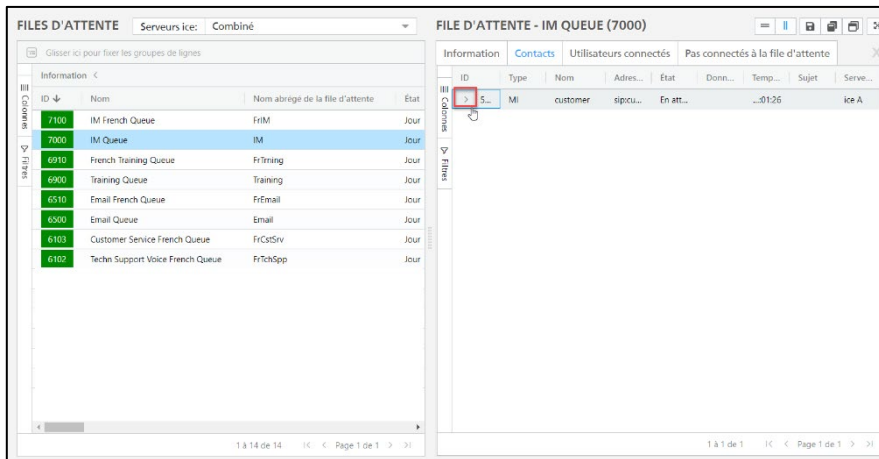 FILES D'ATTENTE Serveurs ice: Combiné
Glisser ici pour fixer les groupes de lignes
Information <
ID Nom Nom abrégé de la file d'attente État
7100 IM French Queue FrIM Jour
7000 IM Queue IM Jour
6910 French Training Queue FrTrning Jour
6900 Training Queue Training Jour
6510 Email French Queue FrEmail Jour
6500 Email Queue Email Jour
6103 Customer Service French Queue FrCstSrv Jour
6102 Techn Support Voice French Queue FrTchSpp Jour
Colonnes
Filtres
1 à 14 de 14 Page 1 de 1
FILE D'ATTENTE - IM QUEUE (7000)
Information Contacts Utilisateurs connectés Pas connectés à la file d'attente
ID Type Nom Adres... État Donn... Temp... Sujet Serve...
5... MI customer sip:cu... En att... ...:01:26 ice A
Colonnes
Filtres
1 à 1 de 1 Page 1 de 1